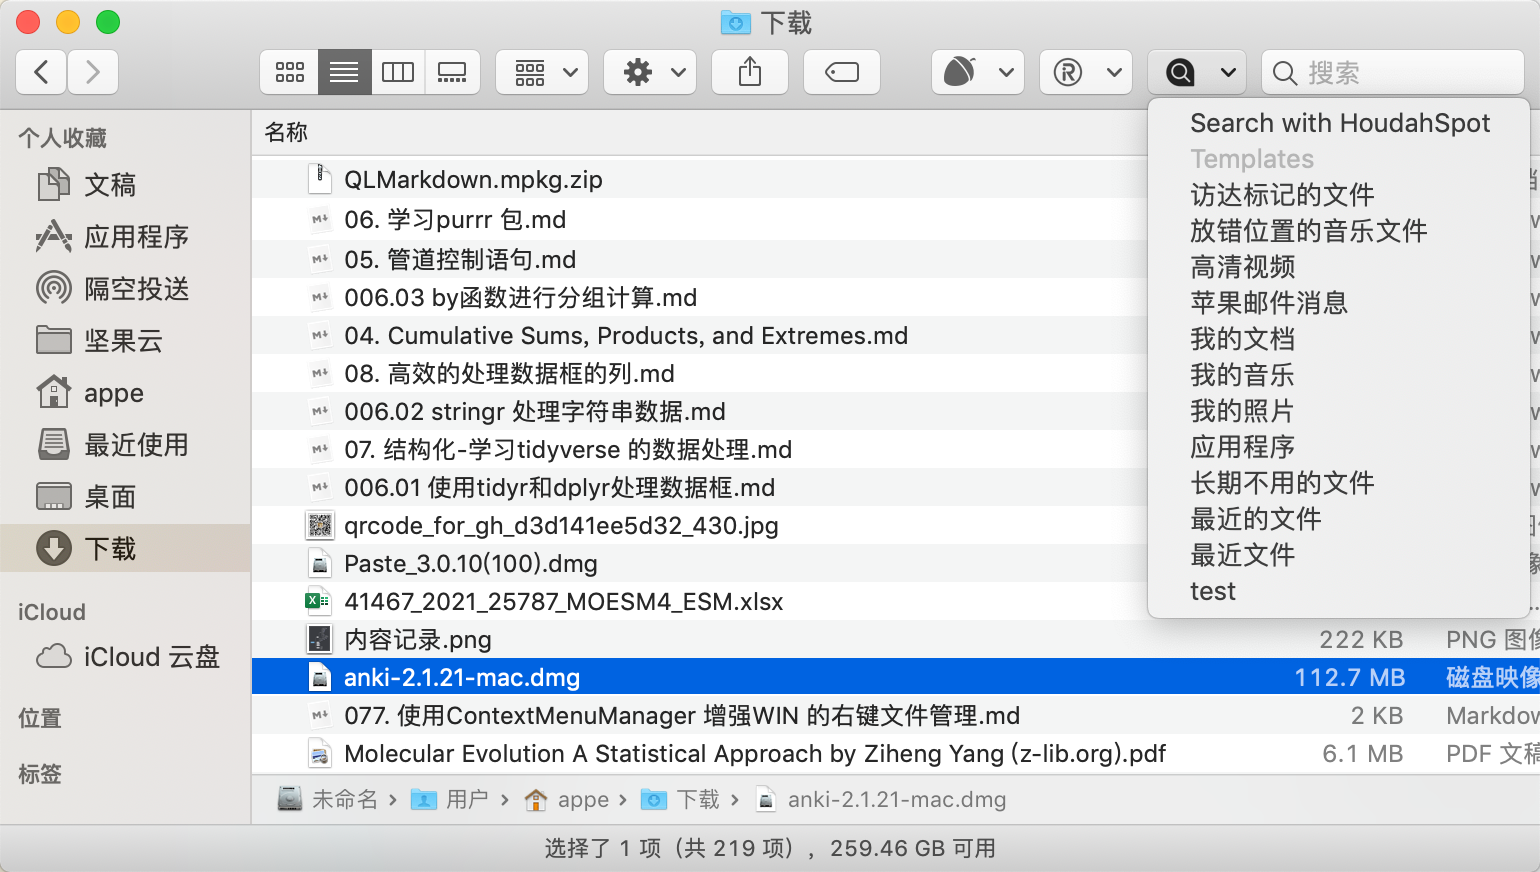 下载
搜索
个人收藏
文稿
应用程序
隔空投送
坚果云
appe
最近使用
桌面
下载
iCloud
iCloud 云盘
位置
标签
名称
QLMarkdown.mpkg.zip
06. 学习purrr 包.md
05. 管道控制语句.md
006.03 by函数进行分组计算.md
04. Cumulative Sums, Products, and Extremes.md
08. 高效的处理数据框的列.md
006.02 stringr 处理字符串数据.md
07. 结构化-学习tidyverse 的数据处理.md
006.01 使用tidyr和dplyr处理数据框.md
qrcode_for_gh_d3d141ee5d32_430.jpg
Paste_3.0.10(100).dmg
41467_2021_25787_MOESM4_ESM.xlsx
内容记录.png 222 KB PNG 图像
anki-2.1.21-mac.dmg 112.7 MB 磁盘映像
077. 使用ContextMenuManager 增强WIN 的右键文件管理.md 2 KB Markdow
Molecular Evolution A Statistical Approach by Ziheng Yang (z-lib.org).pdf 6.1 MB PDF 文稿
Search with HoudahSpot
Templates
访达标记的文件
放错位置的音乐文件
高清视频
苹果邮件消息
我的文档
我的音乐
我的照片
应用程序
长期不用的文件
最近的文件
最近文件
test
未命名 › 用户 › appe › 下载 › anki-2.1.21-mac.dmg
选择了 1 项（共 219 项），259.46 GB 可用